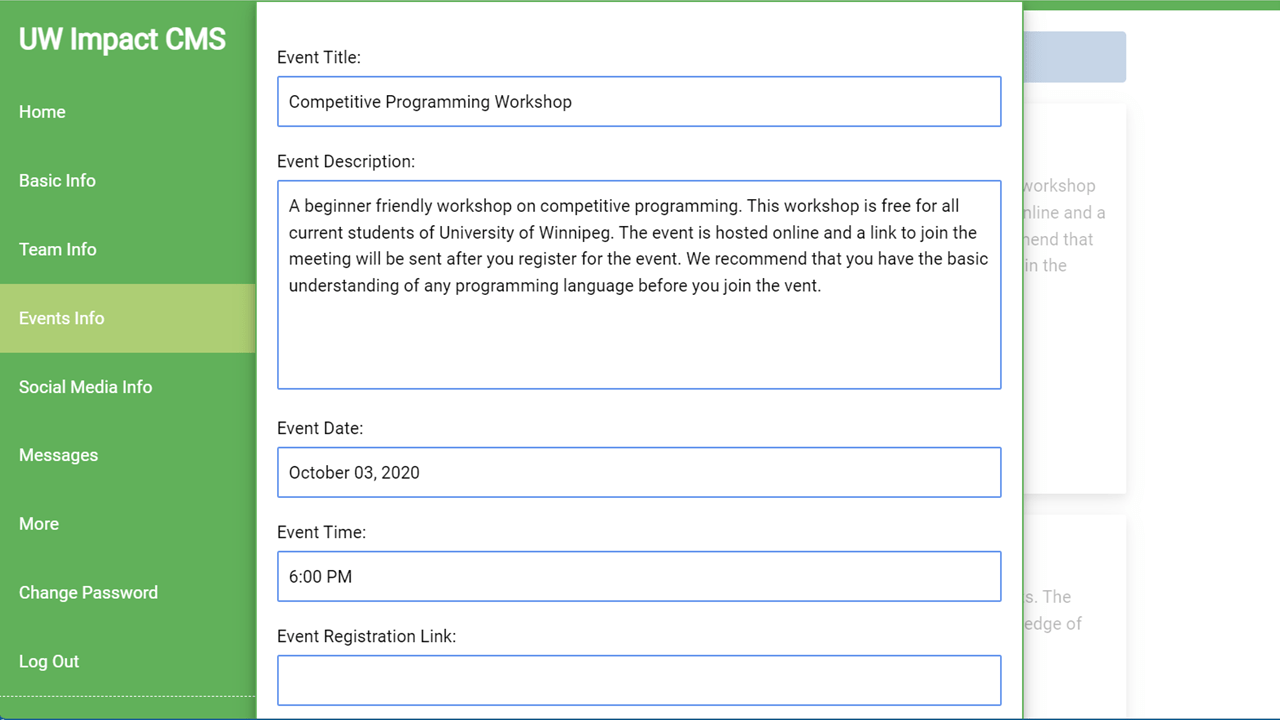 UW Impact CMS
Home
Basic Info
Team Info
Events Info
Social Media Info
Messages
More
Change Password
Log Out
Event Title:
Competitive Programming Workshop
Event Description:
A beginner friendly workshop on competitive programming. This workshop is free for all
current students of University of Winnipeg. The event is hosted online and a link to join the
meeting will be sent after you register for the event. We recommend that you have the basic
understanding of any programming language before you join the vent.
Event Date:
October 03, 2020
Event Time:
6:00 PM
Event Registration Link:
workshop
nline and a
nend that
in the
s. The
edge of